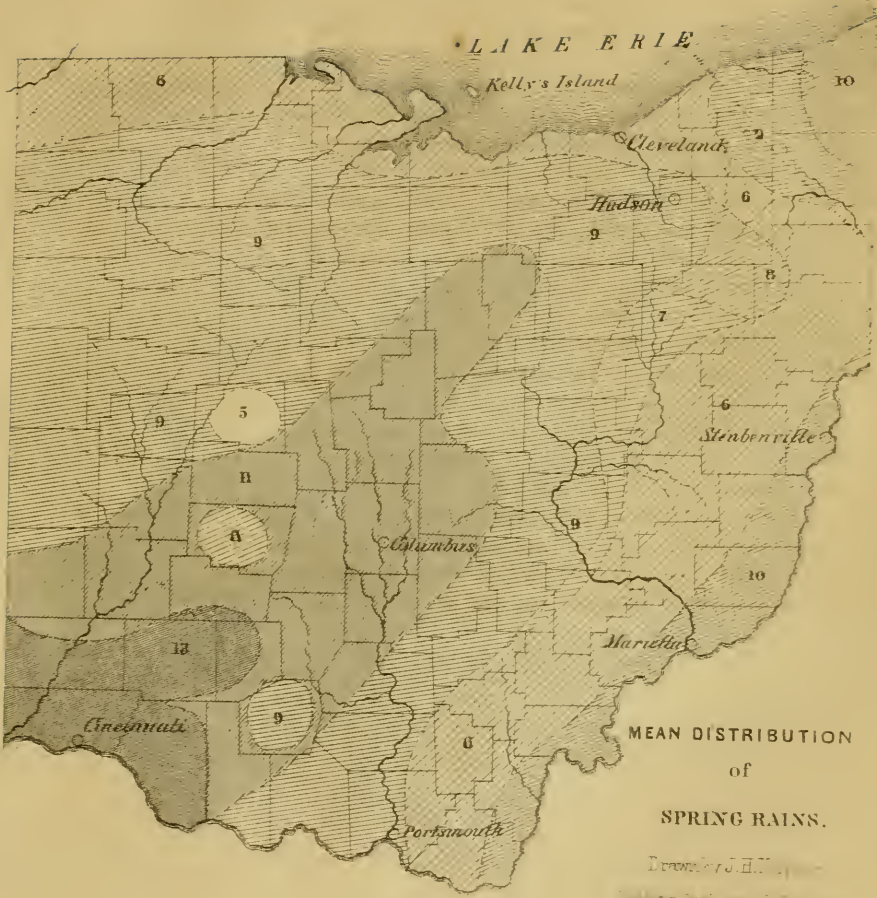 LAKE ERIE
Kelly's Island
6
10
Cleveland
Hudson
6
9
9
8
7
5
9
6
Steubenville
11
9
Columbus
10
13
Marietta
9
Cincinnati
6
Portsmouth
MEAN DISTRIBUTION
of
SPRING RAINS.